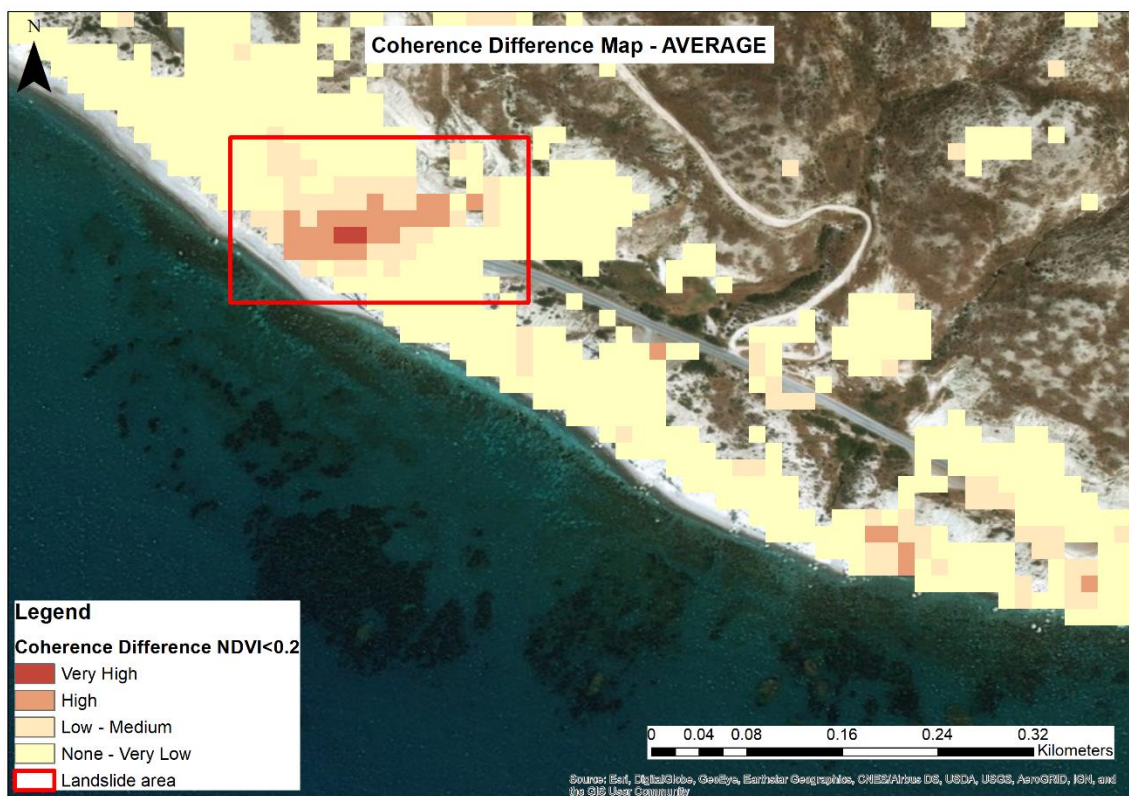 N
Coherence Difference Map - AVERAGE
Legend
Coherence Difference NDVI<0.2
Very High
High
Low - Medium
None - Very Low
Landslide area
0 0.04 0.08 0.16 0.24 0.32
Kilometers
Source: Esri, DigitalGlobe, GeoEye, Earthstar Geographics, CNES/Airbus DS, USDA, USGS, AeroGRID, IGN, and
the GIS User Community